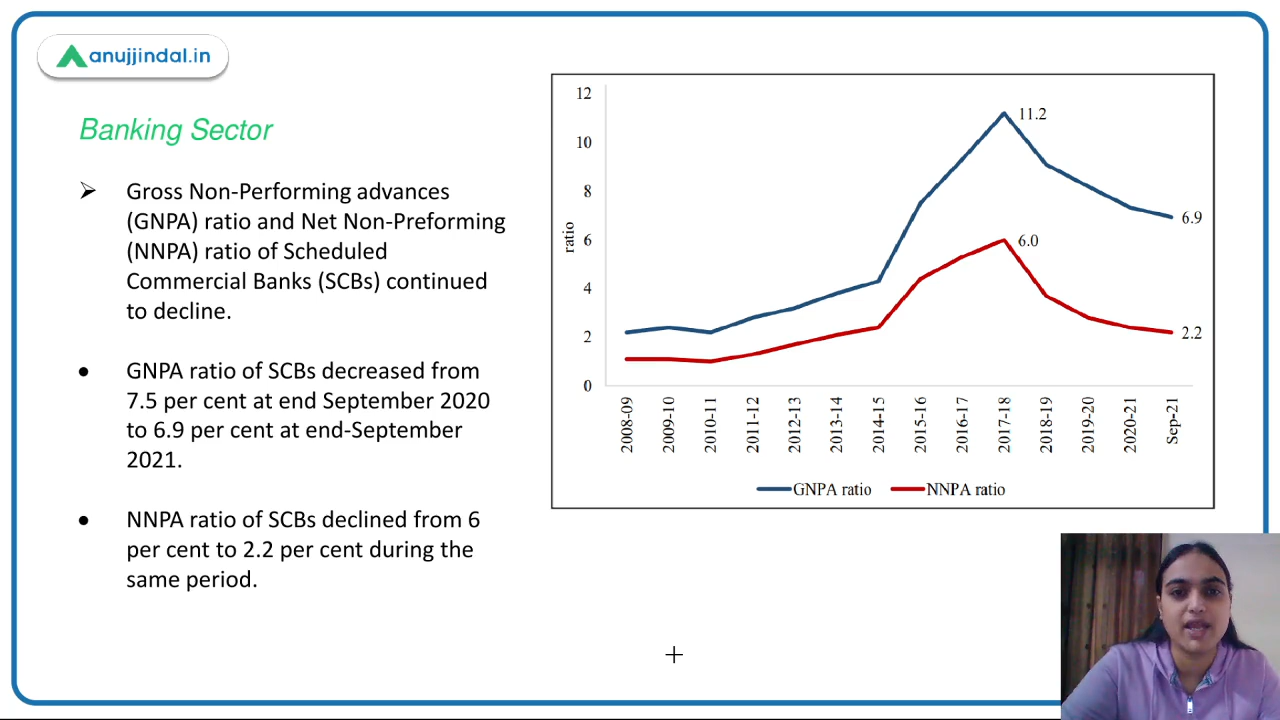 anujjindal.in
Banking Sector
Gross Non-Performing advances
(GNPA) ratio and Net Non-Preforming
(NNPA) ratio of Scheduled
Commercial Banks (SCBs) continued
to decline.
GNPA ratio of SCBs decreased from
7.5 per cent at end September 2020
to 6.9 per cent at end-September
2021.
NNPA ratio of SCBs declined from 6
per cent to 2.2 per cent during the
same period.
12
10
8
6
4
2
0
ratio
11.2
6.9
6.0
2.2
2008-09
2009-10
2010-11
2011-12
2012-13
2013-14
2014-15
2015-16
2016-17
2017-18
2018-19
2019-20
2020-21
Sep-21
GNPA ratio
NNPA ratio